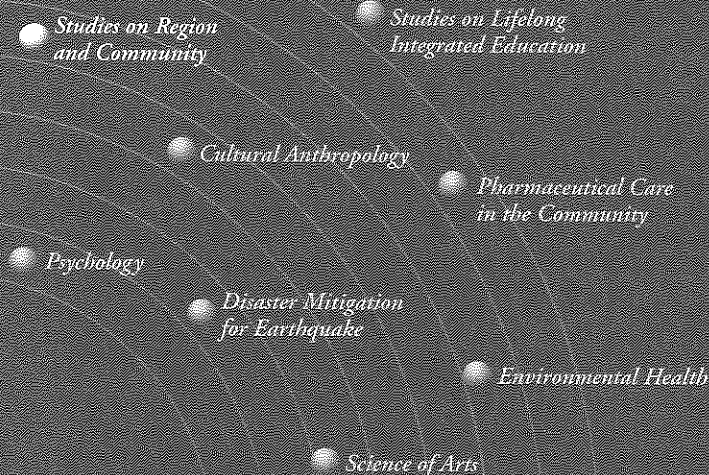 Studies on Region
and Community
Studies on Lifelong
Integrated Education
Cultural Anthropology
Pharmaceutical Care
in the Community
Psychology
Disaster Mitigation
for Earthquake
Environmental Health
Science of Arts